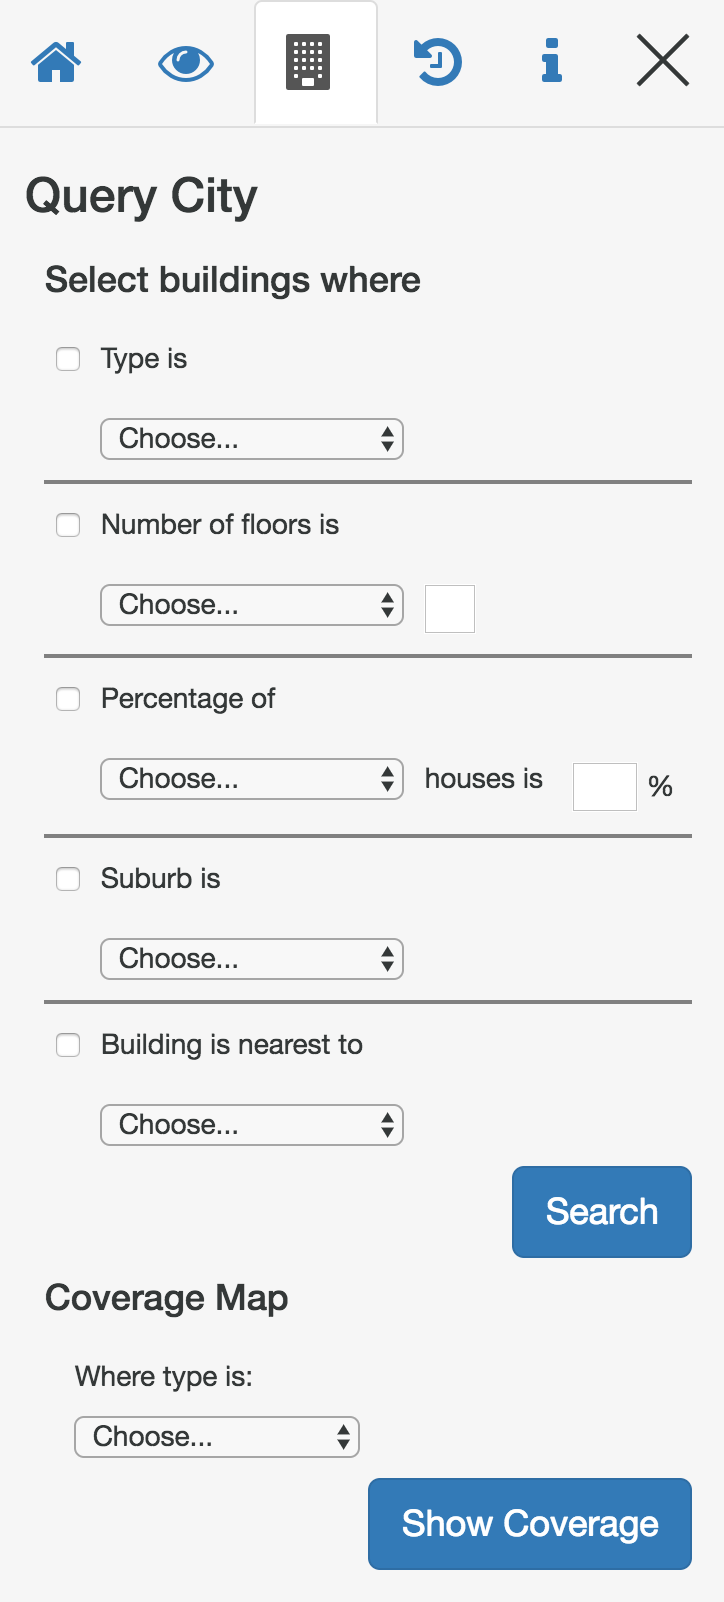 Query City
Select buildings where
Type is
Choose...
Number of floors is
Choose...
Percentage of
Choose... houses is %
Suburb is
Choose...
Building is nearest to
Choose...
Search
Coverage Map
Where type is:
Choose...
Show Coverage